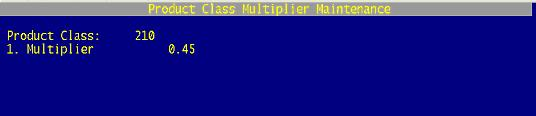 Product Class Multiplier Maintenance
Product Class: 210
1. Multiplier 0.45